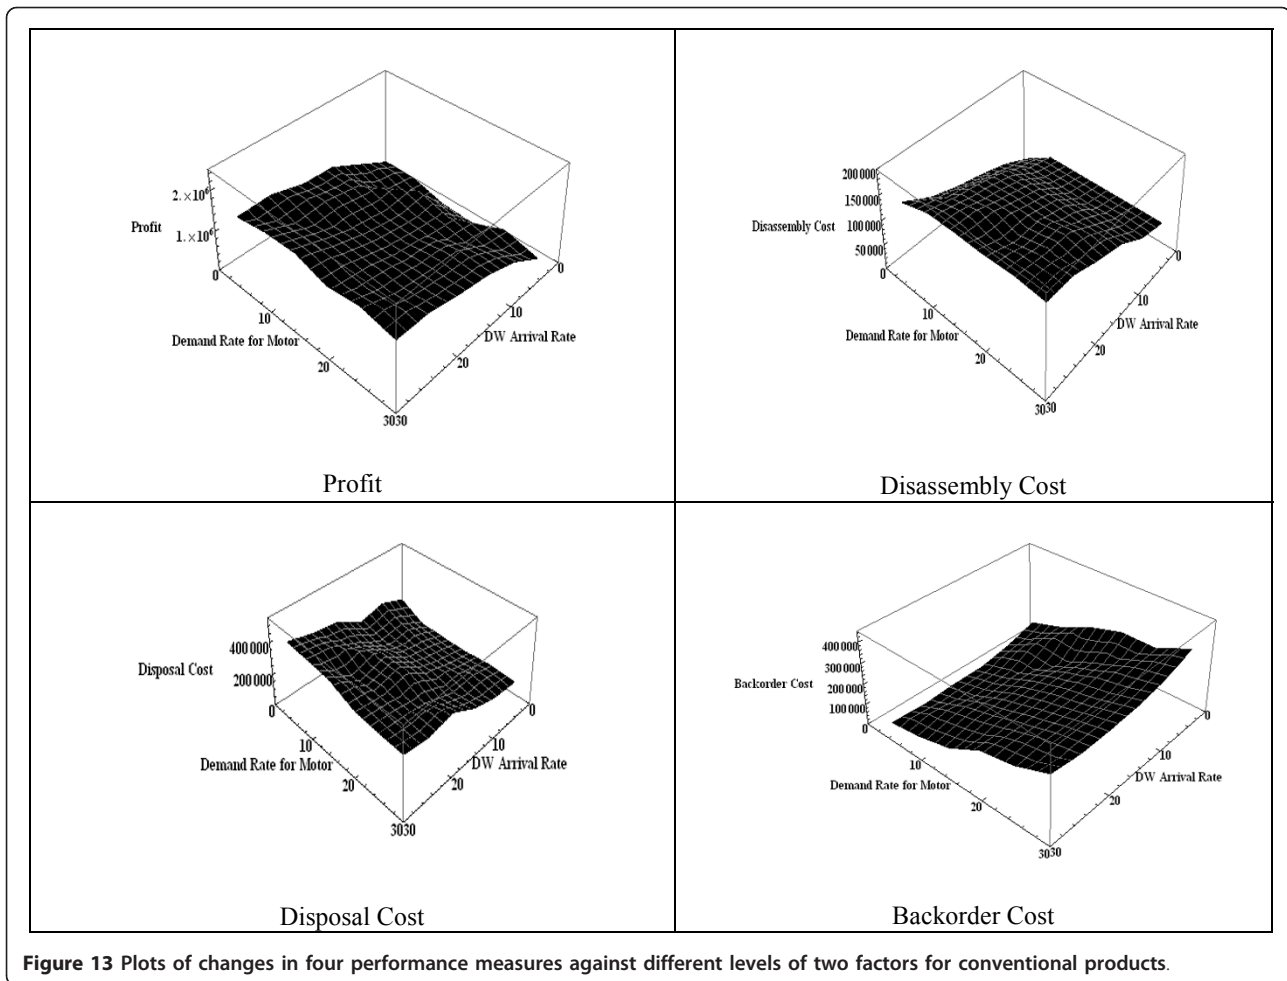 2.×10⁶
Profit
1.×10⁶
0
0
10
10
Demand Rate for Motor
DW Arrival Rate
20
20
3030
Profit
200000
150000
Disassembly Cost
100000
50000
0
0
10
10
Demand Rate for Motor
DW Arrival Rate
20
20
3030
Disassembly Cost
400000
Disposal Cost
200000
0
0
10
10
Demand Rate for Motor
DW Arrival Rate
20
20
3030
Disposal Cost
400000
300000
Backorder Cost
200000
100000
0
0
10
10
Demand Rate for Motor
DW Arrival Rate
20
20
3030
Backorder Cost
Figure 13 Plots of changes in four performance measures against different levels of two factors for conventional products.